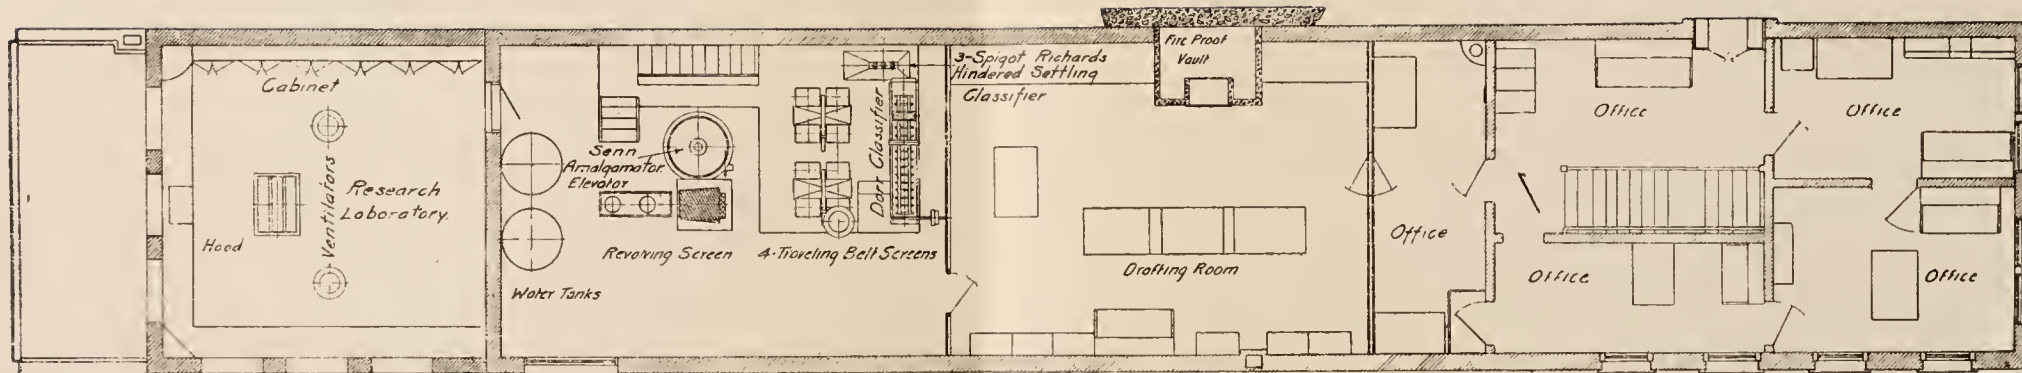 Cabinet
Ventilators
Research
Laboratory.
Hood
Senn
Amalgamator
Elevator
Revolving Screen
Water Tanks
4-Traveling Belt Screens
Dorr Classifier
3-Spigot Richards
Hindered Settling
Classifier
Fire Proof
Vault
Drafting Room
Office
Office
Office
Office
Office